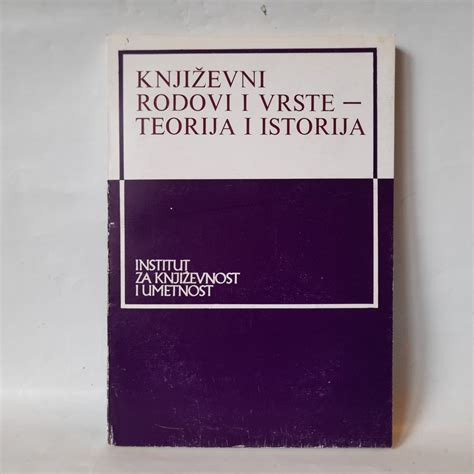 KNJIŽEVNI
RODOVI I VRSTE –
TEORIJA I ISTORIJA
INSTITUT
ZA KNJIŽEVNOST
I UMETNOST